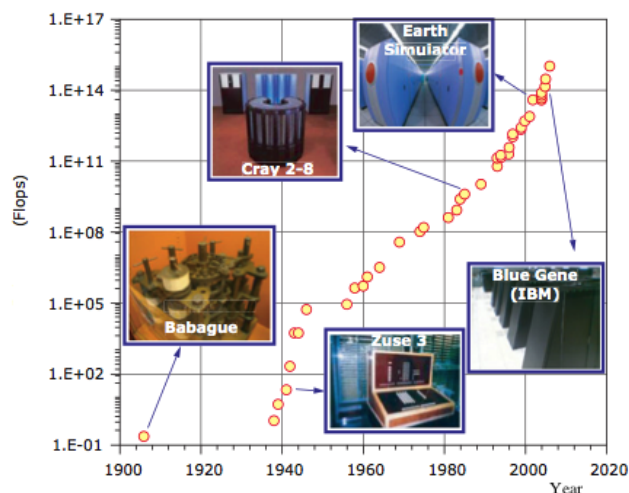 1.E+17
1.E+14
1.E+11
1.E+08
1.E+05
1.E+02
1.E-01
(Flops)
Earth
Simulator
Cray 2-8
Babague
Zuse 3
Blue Gene
(IBM)
1900
1920
1940
1960
1980
2000
2020
Year